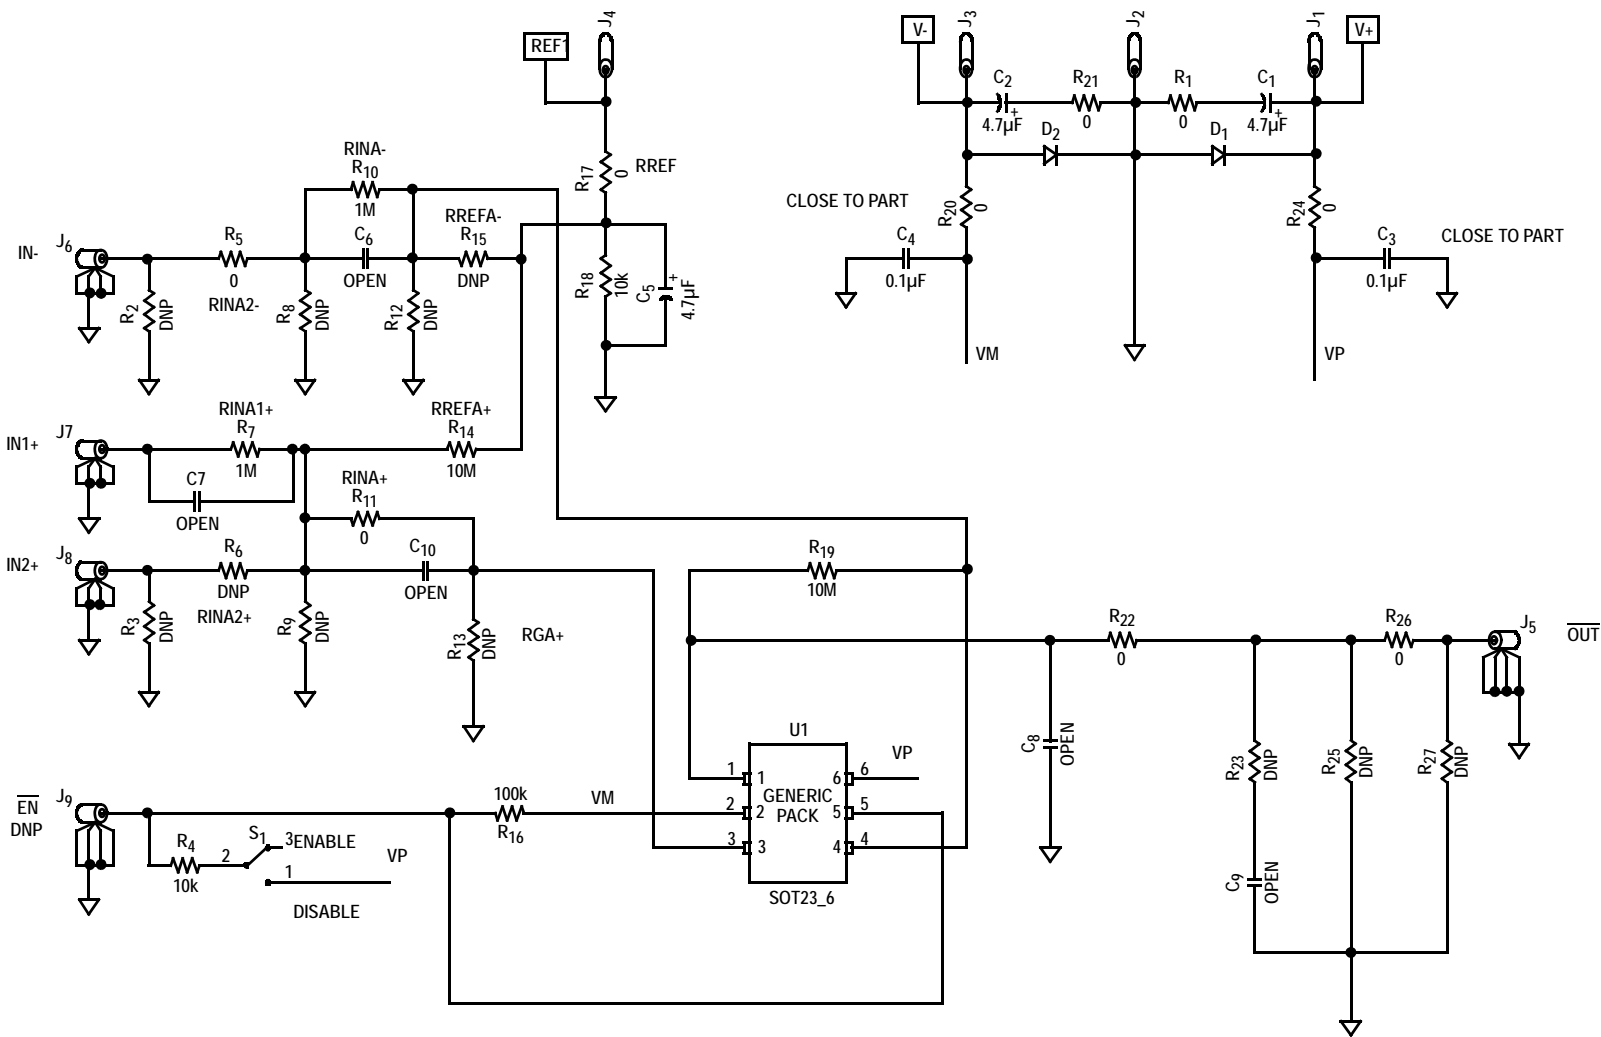 J4
REF1
R17
0
RREF
R18
10k
C5
+
4.7µF
V-
J3
J2
J1
V+
C2
+
4.7µF
R21
0
R1
0
C1
+
4.7µF
D2
D1
R20
0
R24
0
CLOSE TO PART
C4
0.1µF
C3
0.1µF
CLOSE TO PART
VM
VP
RINA-
R10
1M
RREFA-
R15
DNP
IN-
J6
R5
0
RINA2-
C6
OPEN
R2
DNP
R8
DNP
R12
DNP
IN1+
J7
RINA1+
R7
1M
C7
OPEN
RREFA+
R14
10M
RINA+
R11
0
IN2+
J8
R6
DNP
RINA2+
C10
OPEN
R3
DNP
R9
DNP
R13
DNP
RGA+
R19
10M
R22
0
R26
0
J5
OUT
C8
OPEN
R23
DNP
R25
DNP
R27
DNP
C9
OPEN
U1
VP
1
1
6
6
GENERIC
PACK
2
2
5
5
3
3
4
4
SOT23_6
EN
DNP
J9
100k
R16
VM
R4
10k
S1
2
3
ENABLE
1
VP
DISABLE